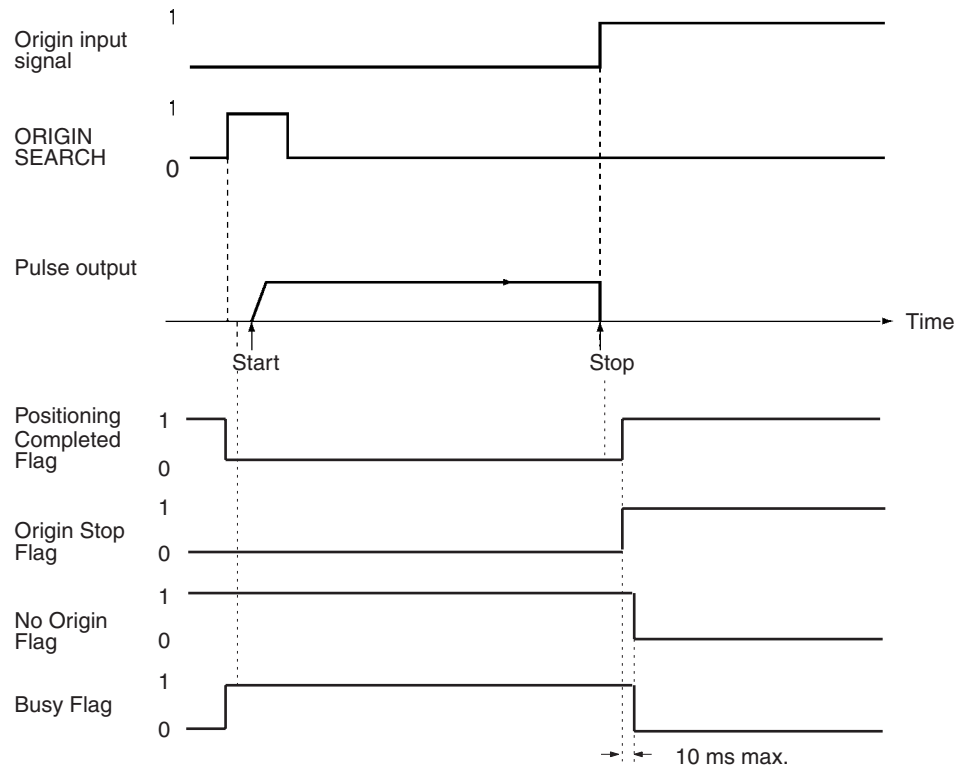 1
Origin input
signal
1
ORIGIN
SEARCH
0
Pulse output
Time
Start
Stop
Positioning
Completed
Flag
1
0
1
Origin Stop
Flag
0
1
No Origin
Flag
0
1
Busy Flag
0
10 ms max.